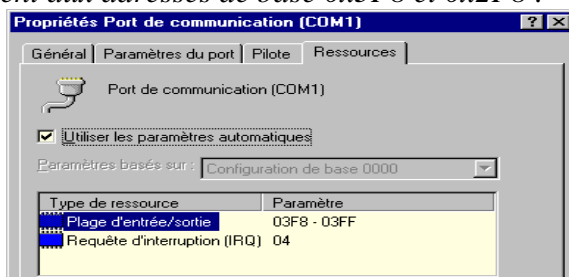 Propriétés Port de communication (COM1)
Général Paramètres du port Pilote Ressources
Port de communication (COM1)
Utiliser les paramètres automatiques
Paramètres basés sur : Configuration de base 0000
Type de ressource Paramètre
Plage d'entrée/sortie 03F8 - 03FF
Requête d'interruption (IRQ) 04